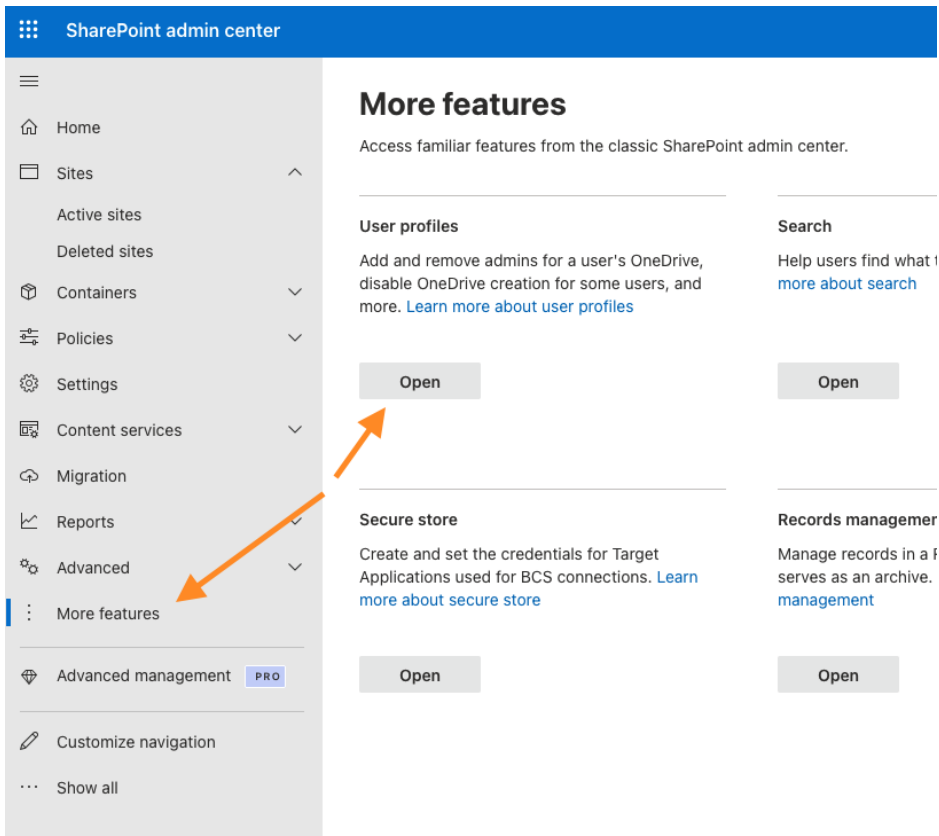 SharePoint admin center
Home
Sites
Active sites
Deleted sites
Containers
Policies
Settings
Content services
Migration
Reports
Advanced
More features
Advanced management PRO
Customize navigation
Show all
More features
Access familiar features from the classic SharePoint admin center.
User profiles
Add and remove admins for a user's OneDrive,
disable OneDrive creation for some users, and
more. Learn more about user profiles
Open
Search
Help users find what
more about search
Open
Secure store
Create and set the credentials for Target
Applications used for BCS connections. Learn
more about secure store
Open
Records
Manage records in a
serves as an archive.
management
Open